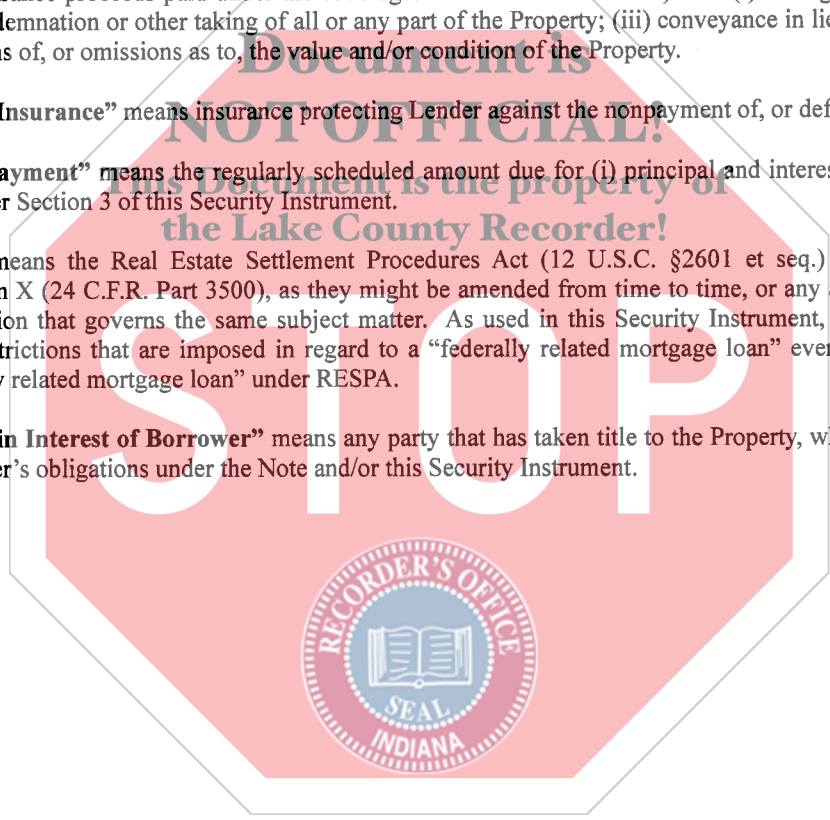 demnation or other taking of all or any part of the Property; (iii) conveyance in lie
s of, or omissions as to, the value and/or condition of the Property.
Document is
Insurance” means insurance protecting Lender against the nonpayment of, or def
NOT OFFICIAL!
ayment” means the regularly scheduled amount due for (i) principal and interes
This Document is the property of
r Section 3 of this Security Instrument.
the Lake County Recorder!
means the Real Estate Settlement Procedures Act (12 U.S.C. §2601 et seq.)
n X (24 C.F.R. Part 3500), as they might be amended from time to time, or any
ion that governs the same subject matter. As used in this Security Instrument,
trictions that are imposed in regard to a “federally related mortgage loan” even
y related mortgage loan” under RESPA.
STOP
in Interest of Borrower” means any party that has taken title to the Property, wh
er’s obligations under the Note and/or this Security Instrument.
RECORDER'S OFFICE
SEAL
INDIANA